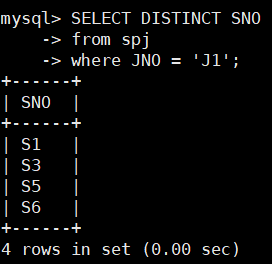 mysql> SELECT DISTINCT SNO
    -> from spj
    -> where JNO = 'J1';
+------+
| SNO  |
+------+
| S1   |
| S3   |
| S5   |
| S6   |
+------+
4 rows in set (0.00 sec)